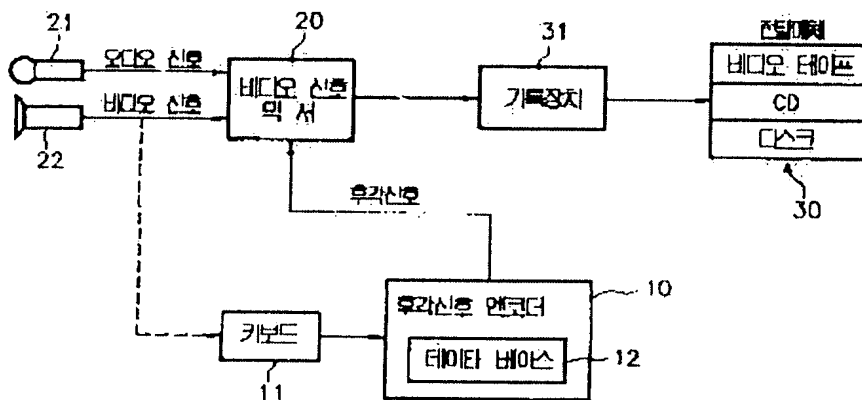 21
오디오 신호
20
비디오 신호
믹 서
비디오 신호
22
31
기록장치
전달매체
비디오 테이프
CD
디스크
30
후각신호
후각신호 엔코더
10
데이타 베이스
12
키보드
11